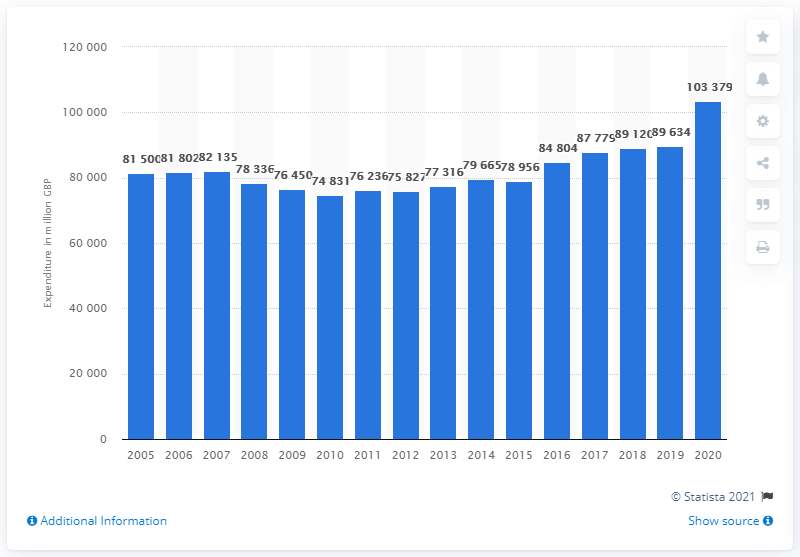 120 000
100 000
80 000
60 000
40 000
20 000
0
Expenditure in million GBP
81 500 81 802 82 135 78 336 76 450 74 831 76 236 75 827 77 316 79 665 78 956 84 804 87 779 89 120 89 634 103 379
2005 2006 2007 2008 2009 2010 2011 2012 2013 2014 2015 2016 2017 2018 2019 2020
© Statista 2021
Additional Information
Show source